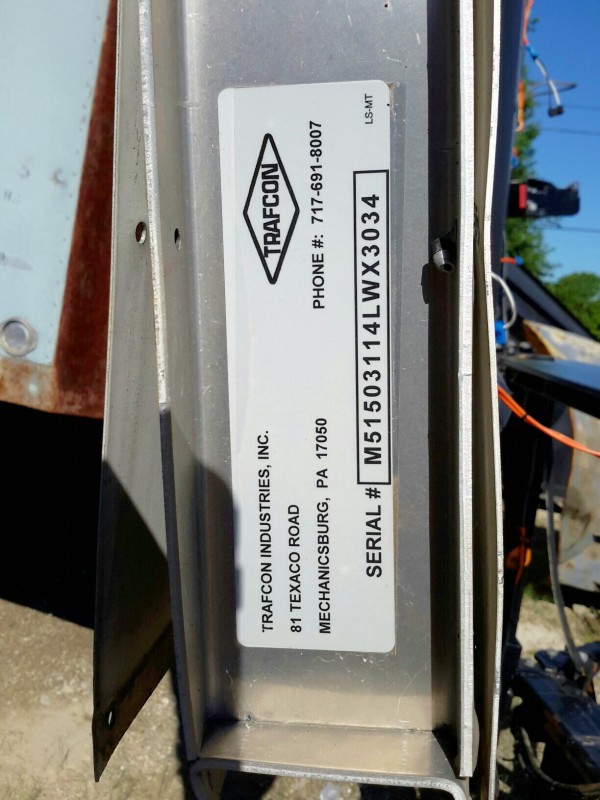 TRAFCON
TRAFCON INDUSTRIES, INC.
81 TEXACO ROAD
MECHANICSBURG, PA 17050 PHONE #: 717-691-8007
SERIAL # M51503114LWX3034
LS-MT